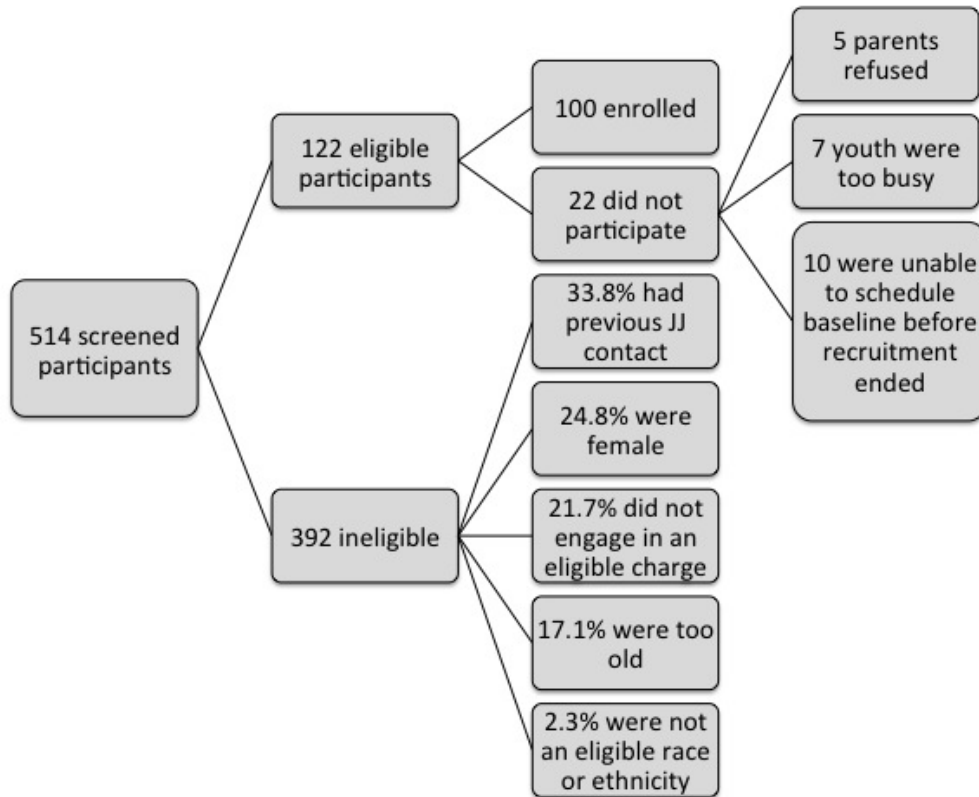 514 screened
participants
122 eligible
participants
392 ineligible
100 enrolled
22 did not
participate
33.8% had
previous JJ
contact
24.8% were
female
21.7% did not
engage in an
eligible charge
17.1% were too
old
2.3% were not
an eligible race
or ethnicity
5 parents
refused
7 youth were
too busy
10 were unable
to schedule
baseline before
recruitment
ended